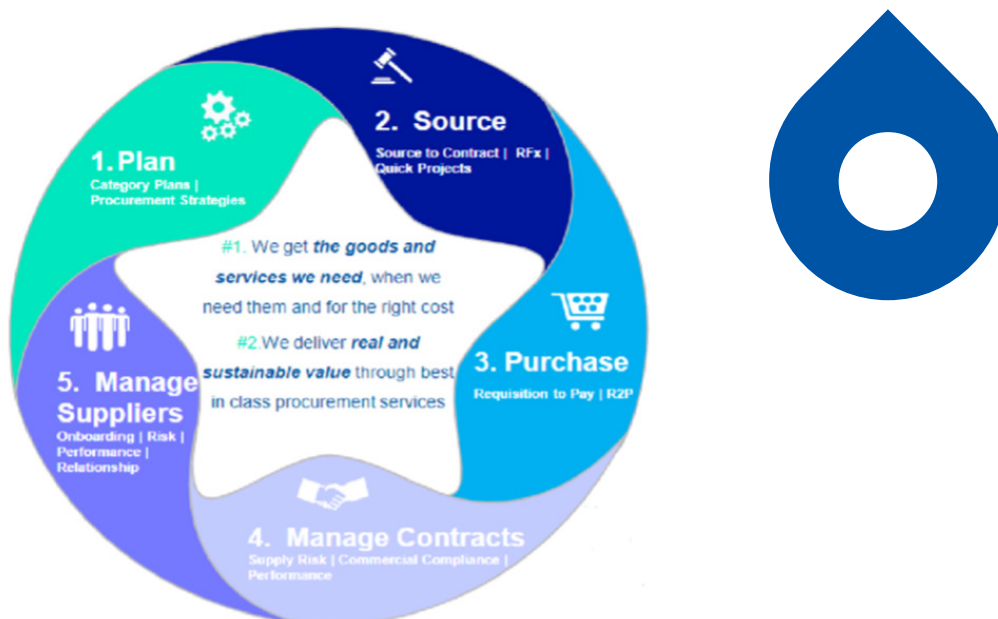 1. Plan
Category Plans |
Procurement Strategies
2. Source
Source to Contract | RFx |
Quick Projects
3. Purchase
Requisition to Pay | R2P
4. Manage Contracts
Supply Risk | Commercial Compliance |
Performance
5. Manage
Suppliers
Onboarding | Risk |
Performance |
Relationship
#1. We get the goods and
services we need, when we
need them and for the right cost
#2.We deliver real and
sustainable value through best
in class procurement services